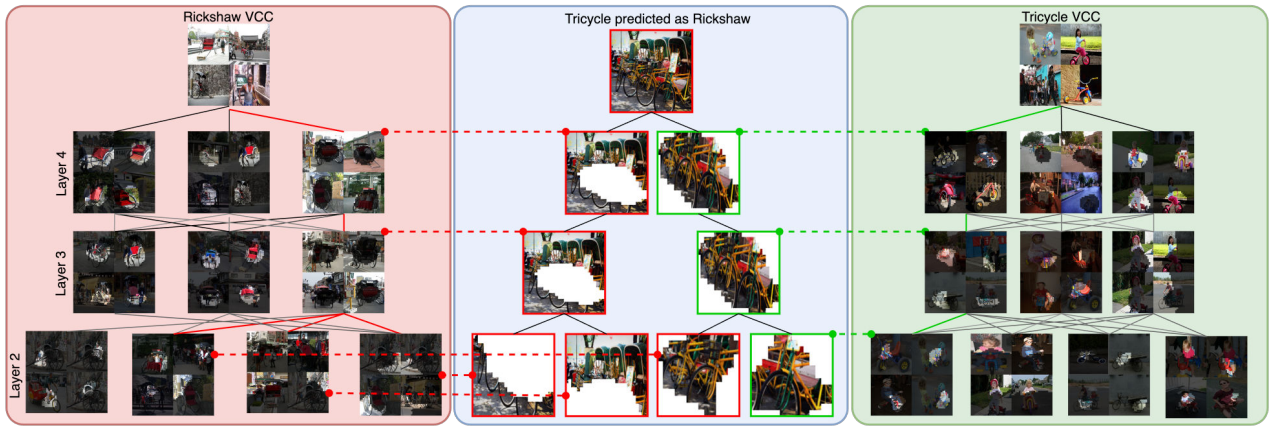 Rickshaw VCC
Tricycle predicted as Rickshaw
Tricycle VCC
Layer 4
Layer 3
Layer 2